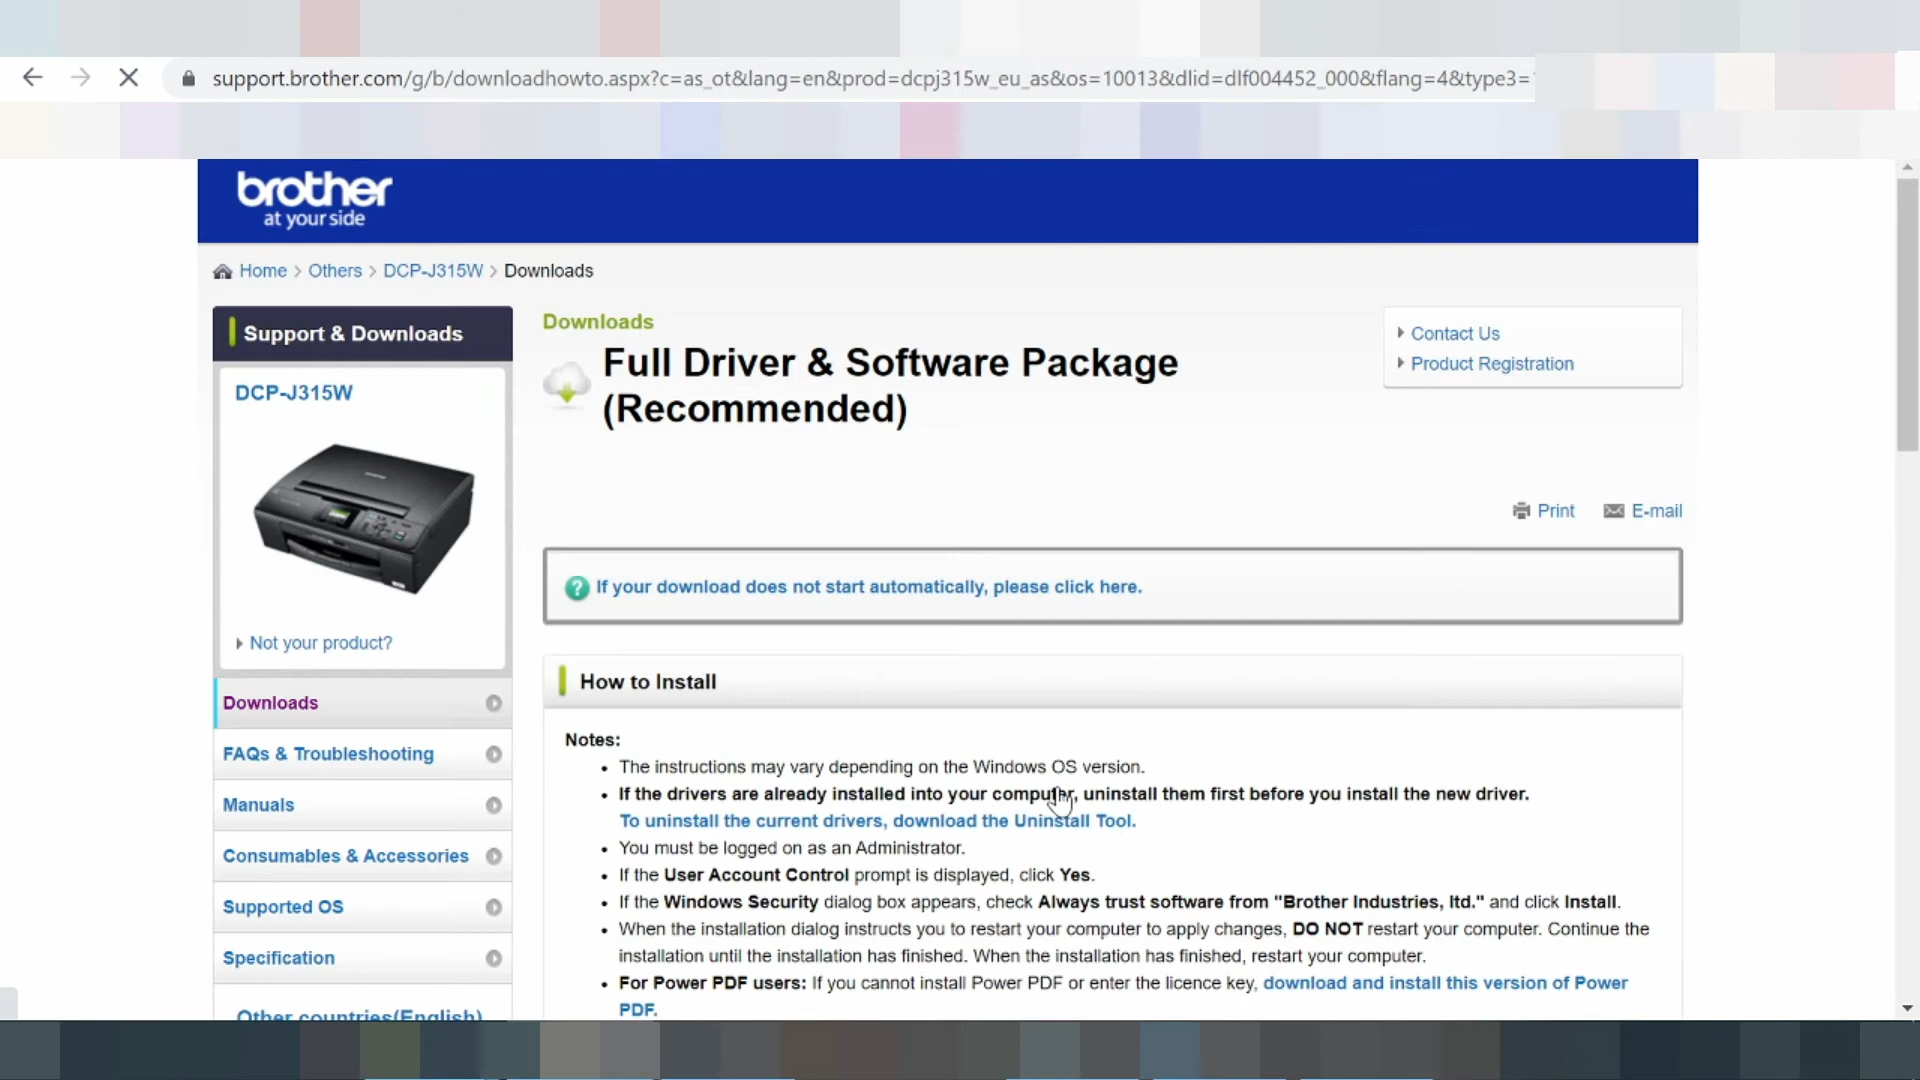 support.brother.com/g/b/downloadhowto.aspx?c=as_ot&lang=en&prod=dcpj315w_eu_as&os=10013&dlid=dlf004452_000&flang=4&type3=
brother
at your side
Home > Others > DCP-J315W > Downloads
Support & Downloads
DCP-J315W
Not your product?
Downloads
FAQs & Troubleshooting
Manuals
Consumables & Accessories
Supported OS
Specification
Other countries(English)
Downloads
Full Driver & Software Package
(Recommended)
Contact Us
Product Registration
Print
E-mail
If your download does not start automatically, please click here.
How to Install
Notes:
• The instructions may vary depending on the Windows OS version.
• If the drivers are already installed into your computer, uninstall them first before you install the new driver.
To uninstall the current drivers, download the Uninstall Tool.
• You must be logged on as an Administrator.
• If the User Account Control prompt is displayed, click Yes.
• If the Windows Security dialog box appears, check Always trust software from "Brother Industries, ltd." and click Install.
• When the installation dialog instructs you to restart your computer to apply changes, DO NOT restart your computer. Continue the
installation until the installation has finished. When the installation has finished, restart your computer.
• For Power PDF users: If you cannot install Power PDF or enter the licence key, download and install this version of Power
PDF.